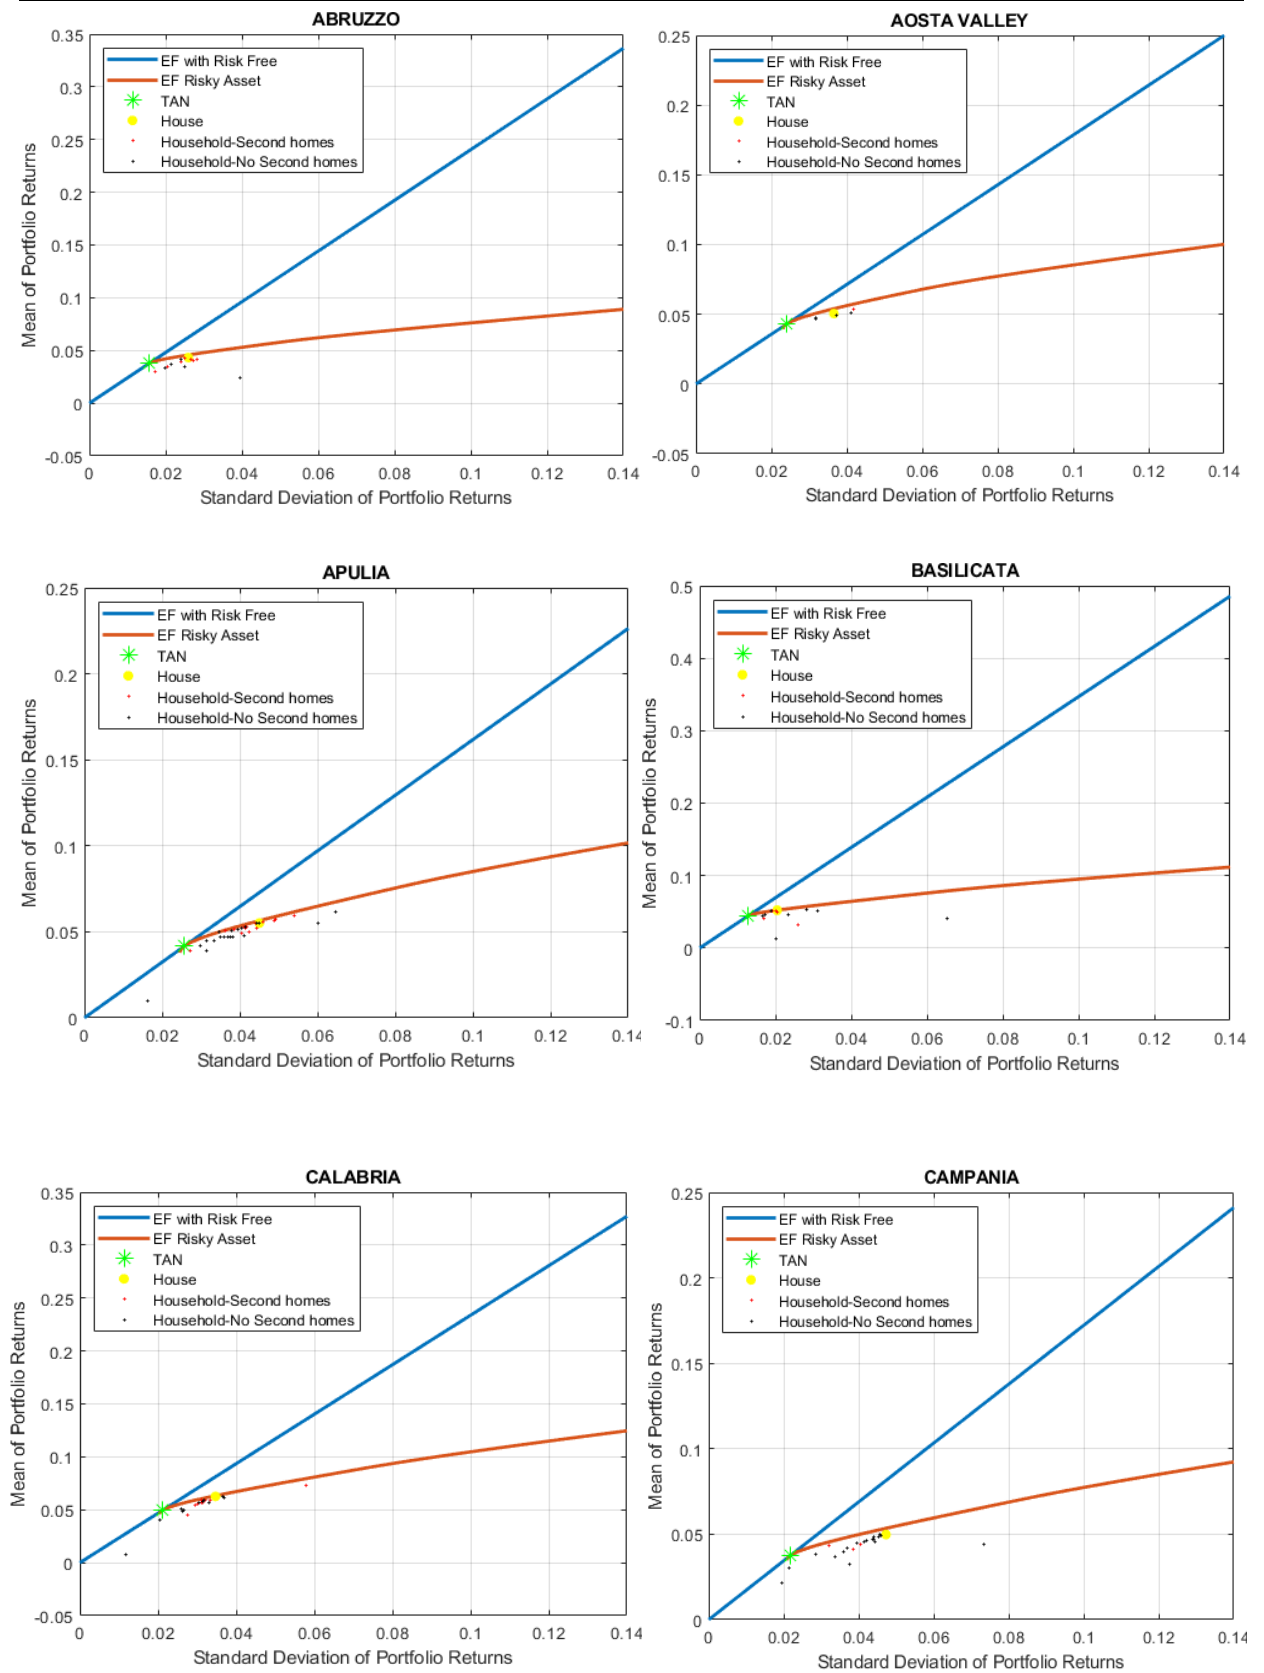 ABRUZZO
0.35
0.3
0.25
0.2
0.15
0.1
0.05
0
-0.05
Mean of Portfolio Returns
EF with Risk Free
EF Risky Asset
TAN
House
Household-Second homes
Household-No Second homes
0 0.02 0.04 0.06 0.08 0.1 0.12 0.14
Standard Deviation of Portfolio Returns
AOSTA VALLEY
0.25
0.2
0.15
0.1
0.05
0
-0.05
Mean of Portfolio Returns
EF with Risk Free
EF Risky Asset
TAN
House
Household-Second homes
Household-No Second homes
0 0.02 0.04 0.06 0.08 0.1 0.12 0.14
Standard Deviation of Portfolio Returns
APULIA
0.25
0.2
0.15
0.1
0.05
0
Mean of Portfolio Returns
EF with Risk Free
EF Risky Asset
TAN
House
Household-Second homes
Household-No Second homes
0 0.02 0.04 0.06 0.08 0.1 0.12 0.14
Standard Deviation of Portfolio Returns
BASILICATA
0.5
0.4
0.3
0.2
0.1
0
-0.1
Mean of Portfolio Returns
EF with Risk Free
EF Risky Asset
TAN
House
Household-Second homes
Household-No Second homes
0 0.02 0.04 0.06 0.08 0.1 0.12 0.14
Standard Deviation of Portfolio Returns
CALABRIA
0.35
0.3
0.25
0.2
0.15
0.1
0.05
0
-0.05
Mean of Portfolio Returns
EF with Risk Free
EF Risky Asset
TAN
House
Household-Second homes
Household-No Second homes
0 0.02 0.04 0.06 0.08 0.1 0.12 0.14
Standard Deviation of Portfolio Returns
CAMPANIA
0.25
0.2
0.15
0.1
0.05
0
Mean of Portfolio Returns
EF with Risk Free
EF Risky Asset
TAN
House
Household-Second homes
Household-No Second homes
0 0.02 0.04 0.06 0.08 0.1 0.12 0.14
Standard Deviation of Portfolio Returns